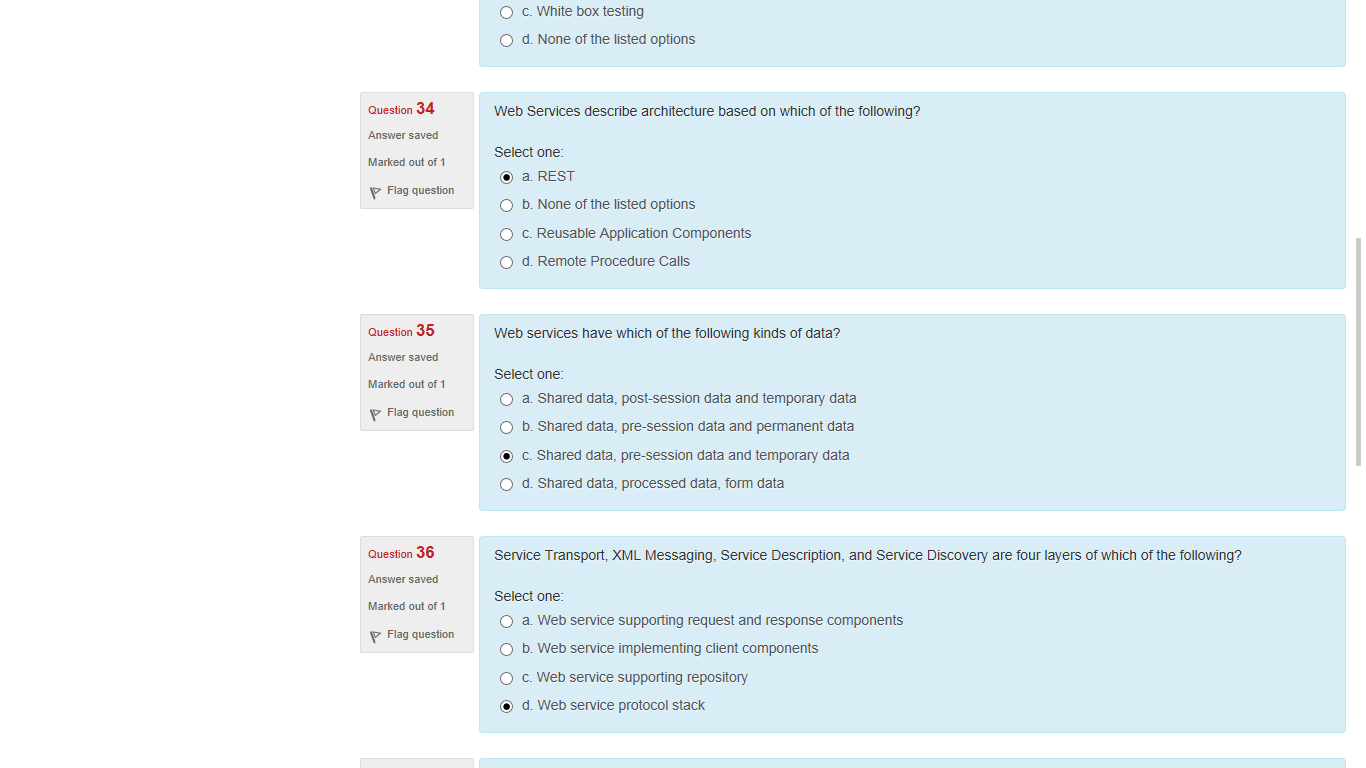 c. White box testing
d. None of the listed options
Question 34
Answer saved
Marked out of 1
Flag question
Web Services describe architecture based on which of the following?
Select one:
a. REST
b. None of the listed options
c. Reusable Application Components
d. Remote Procedure Calls
Question 35
Answer saved
Marked out of 1
Flag question
Web services have which of the following kinds of data?
Select one:
a. Shared data, post-session data and temporary data
b. Shared data, pre-session data and permanent data
c. Shared data, pre-session data and temporary data
d. Shared data, processed data, form data
Question 36
Answer saved
Marked out of 1
Flag question
Service Transport, XML Messaging, Service Description, and Service Discovery are four layers of which of the following?
Select one:
a. Web service supporting request and response components
b. Web service implementing client components
c. Web service supporting repository
d. Web service protocol stack